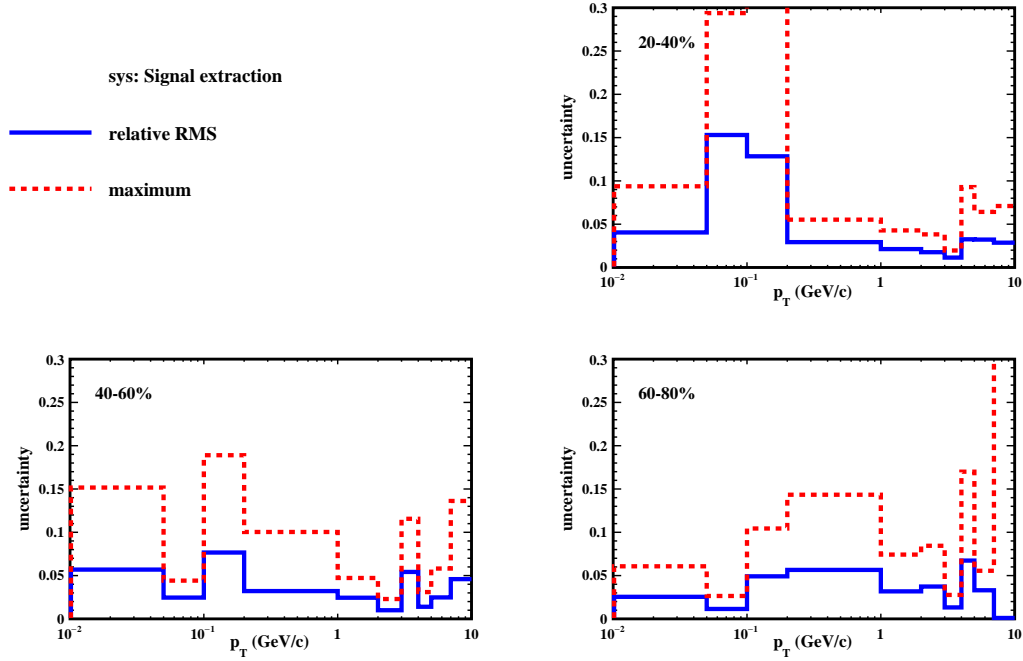 sys: Signal extraction
relative RMS
maximum
20-40%
uncertainty
0.3
0.25
0.2
0.15
0.1
0.05
0
10⁻² 10⁻¹ 1 10
p_T (GeV/c)
40-60%
uncertainty
0.3
0.25
0.2
0.15
0.1
0.05
0
10⁻² 10⁻¹ 1 10
p_T (GeV/c)
60-80%
uncertainty
0.3
0.25
0.2
0.15
0.1
0.05
0
10⁻² 10⁻¹ 1 10
p_T (GeV/c)